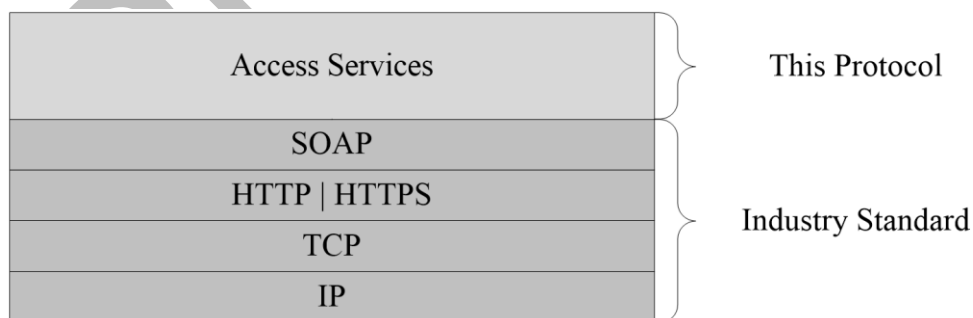 Access Services
This Protocol
SOAP
HTTP | HTTPS
TCP
Industry Standard
IP